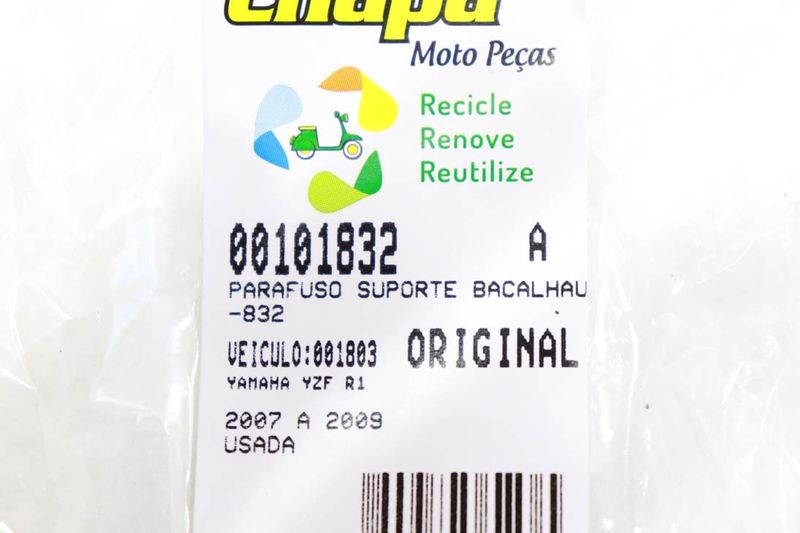 Chapa
Moto Peças
Recicle
Renove
Reutilize
00101832 A
PARAFUSO SUPORTE BACALHAU
-832
VEICULO:001803 ORIGINAL
YAMAHA YZF R1
2007 A 2009
USADA